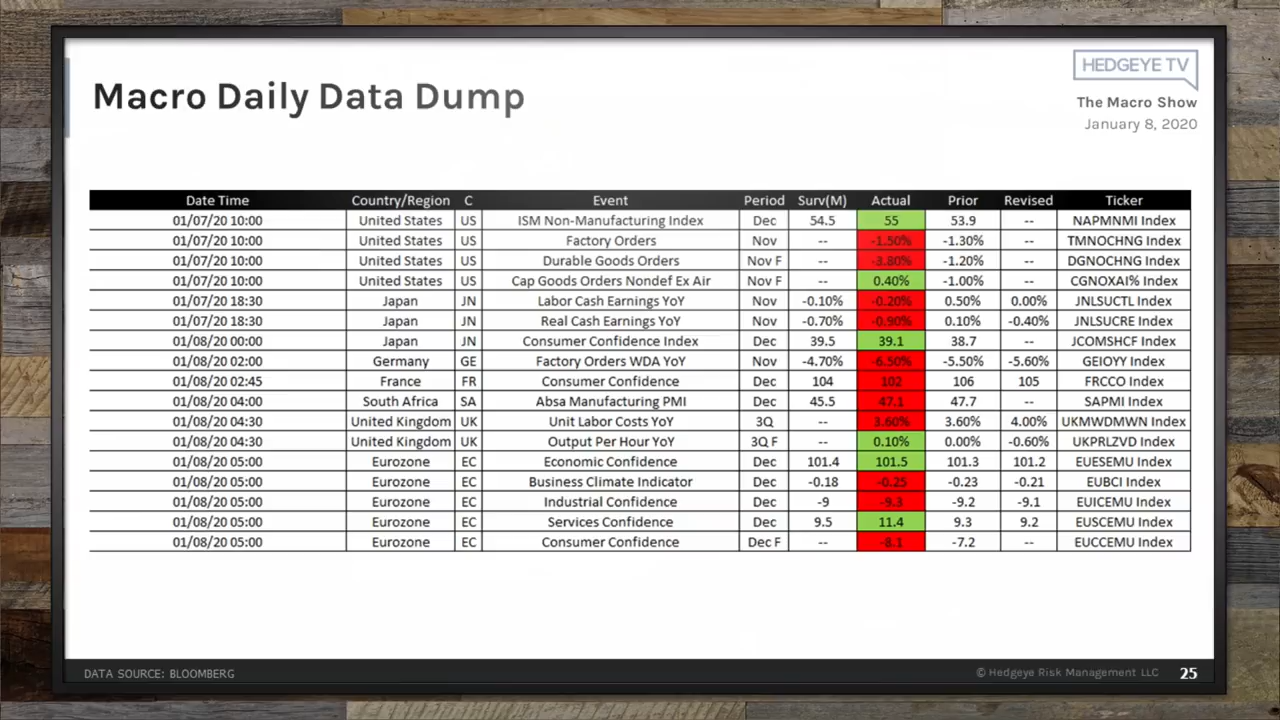 HEDGEYE TV
Macro Daily Data Dump
The Macro Show
January 8, 2020
Date Time Country/Region C Event Period Surv(M) Actual Prior Revised Ticker
01/07/20 10:00 United States US ISM Non-Manufacturing Index Dec 54.5 55 53.9 -- NAPMNMI Index
01/07/20 10:00 United States US Factory Orders Nov -- -1.50% -1.30% -- TMNOCHNG Index
01/07/20 10:00 United States US Durable Goods Orders Nov F -- -3.80% -1.20% -- DGNOCHNG Index
01/07/20 10:00 United States US Cap Goods Orders Nondef Ex Air Nov F -- 0.40% -1.00% -- CGNOXAI% Index
01/07/20 18:30 Japan JN Labor Cash Earnings YoY Nov -0.10% -0.20% 0.50% 0.00% JNLSUCTL Index
01/07/20 18:30 Japan JN Real Cash Earnings YoY Nov -0.70% -0.90% 0.10% -0.40% JNLSUCRE Index
01/08/20 00:00 Japan JN Consumer Confidence Index Dec 39.5 39.1 38.7 -- JCOMSHCF Index
01/08/20 02:00 Germany GE Factory Orders WDA YoY Nov -4.70% -6.50% -5.50% -5.60% GEIOYY Index
01/08/20 02:45 France FR Consumer Confidence Dec 104 102 106 105 FRCCO Index
01/08/20 04:00 South Africa SA Absa Manufacturing PMI Dec 45.5 47.1 47.7 -- SAPMI Index
01/08/20 04:30 United Kingdom UK Unit Labor Costs YoY 3Q -- 3.60% 3.60% 4.00% UKMWDMWN Index
01/08/20 04:30 United Kingdom UK Output Per Hour YoY 3Q F -- 0.10% 0.00% -0.60% UKPRLZVD Index
01/08/20 05:00 Eurozone EC Economic Confidence Dec 101.4 101.5 101.3 101.2 EUESEMU Index
01/08/20 05:00 Eurozone EC Business Climate Indicator Dec -0.18 -0.25 -0.23 -0.21 EUBCI Index
01/08/20 05:00 Eurozone EC Industrial Confidence Dec -9 -9.3 -9.2 -9.1 EUICEMU Index
01/08/20 05:00 Eurozone EC Services Confidence Dec 9.5 11.4 9.3 9.2 EUSCEMU Index
01/08/20 05:00 Eurozone EC Consumer Confidence Dec F -- -8.1 -7.2 -- EUCCEMU Index
DATA SOURCE: BLOOMBERG
© Hedgeye Risk Management LLC 25